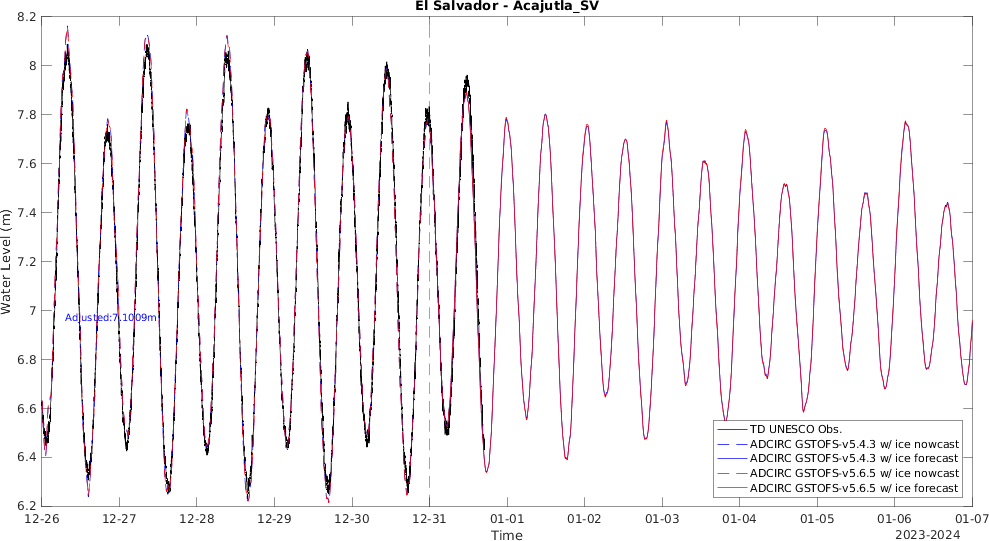 El Salvador - Acajutla_SV
8.2
8
7.8
7.6
7.4
7.2
7
6.8
6.6
6.4
6.2
Water Level (m)
Adjusted:7.1009m
TD UNESCO Obs.
ADCIRC GSTOFS-v5.4.3 w/ ice nowcast
ADCIRC GSTOFS-v5.4.3 w/ ice forecast
ADCIRC GSTOFS-v5.6.5 w/ ice nowcast
ADCIRC GSTOFS-v5.6.5 w/ ice forecast
12-26 12-27 12-28 12-29 12-30 12-31 01-01 01-02 01-03 01-04 01-05 01-06 01-07
Time
2023-2024